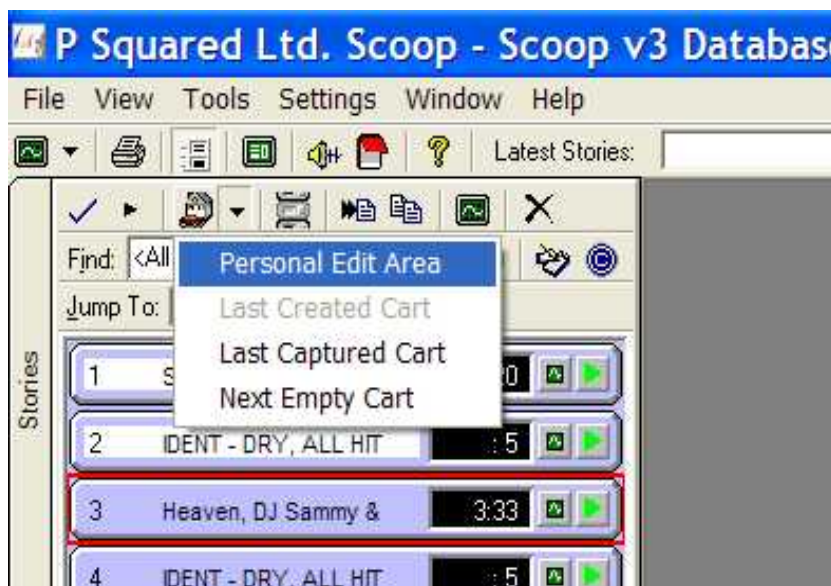 P Squared Ltd. Scoop - Scoop v3 Databas
File View Tools Settings Window Help
Latest Stories:
Find: <All
Personal Edit Area
Jump To:
Last Created Cart
Last Captured Cart
Next Empty Cart
Stories
1 S 0
2 IDENT - DRY, ALL HIT :5
3 Heaven, DJ Sammy & 3:33
4 IDENT - DRY, ALL HIT :5